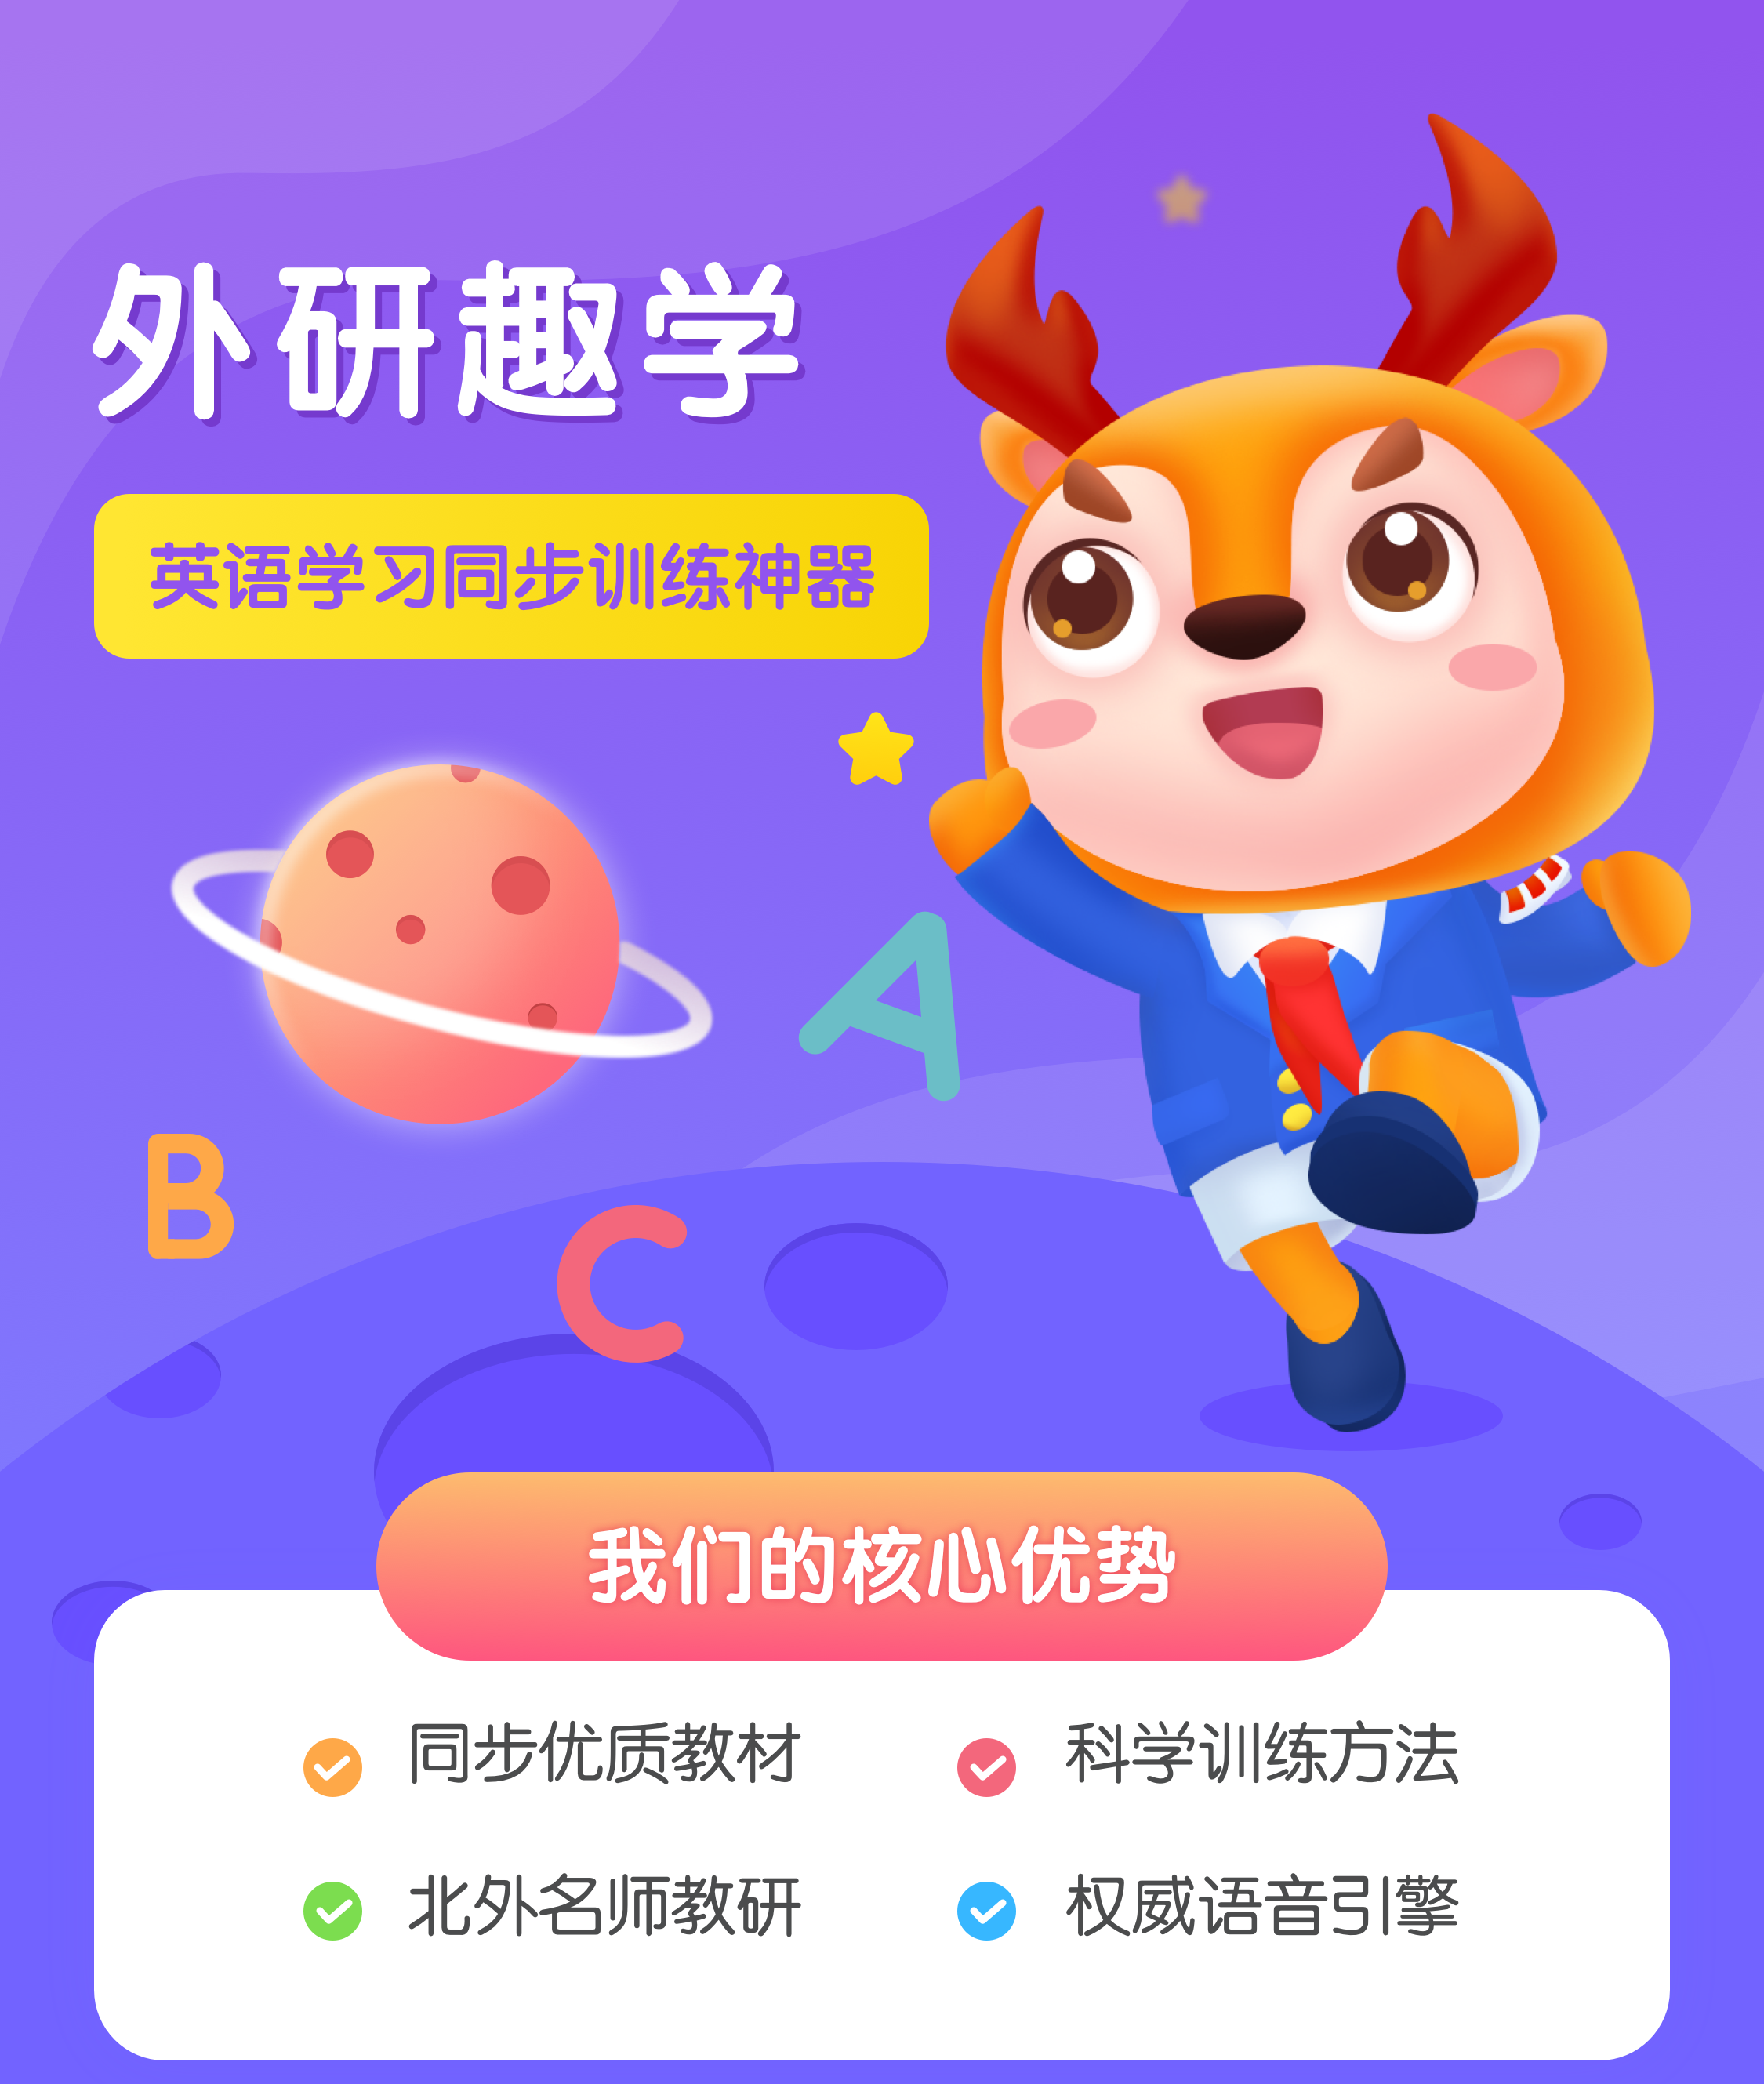 外研趣学
英语学习同步训练神器
A
B
C
我们的核心优势
同步优质教材
科学训练方法
北外名师教研
权威语音引擎